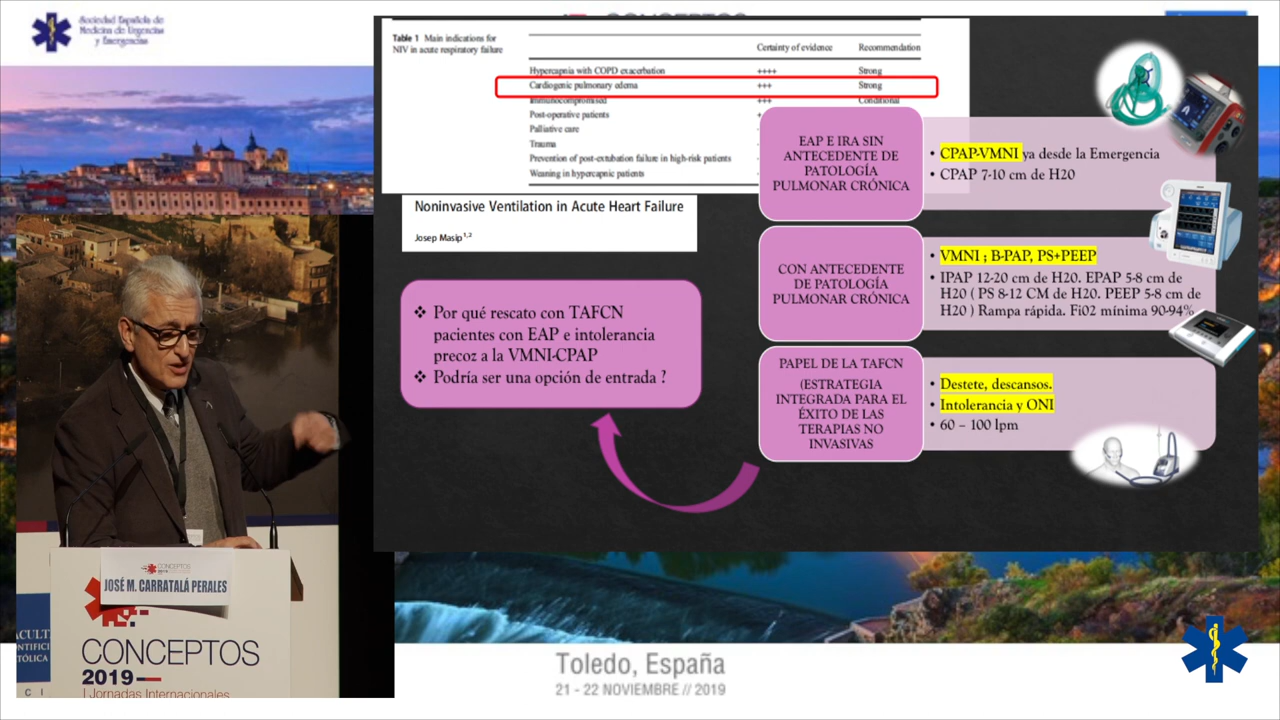 Sociedad Española de
Medicina de Urgencias
y Emergencias
CONCEPTOS
Table 1 Main indications for
NIV in acute respiratory failure
Certainty of evidence Recommendation
Hypercapnia with COPD exacerbation ++++ Strong
Cardiogenic pulmonary edema +++ Strong
Immunocompromised +++ Conditional
Post-operative patients
Palliative care
Trauma
Prevention of post-extubation failure in high-risk patients
Weaning in hypercapnic patients
Noninvasive Ventilation in Acute Heart Failure
Josep Masip1,2
EAP E IRA SIN
ANTECEDENTE DE
PATOLOGÍA
PULMONAR CRÓNICA
• CPAP-VMNI ya desde la Emergencia
• CPAP 7-10 cm de H20
CON ANTECEDENTE
DE PATOLOGÍA
PULMONAR CRÓNICA
• VMNI ; B-PAP, PS+PEEP
• IPAP 12-20 cm de H20. EPAP 5-8 cm de
H20 ( PS 8-12 CM de H20. PEEP 5-8 cm de
H20 ) Rampa rápida. Fi02 mínima 90-94%
PAPEL DE LA TAFCN
(ESTRATEGIA
INTEGRADA PARA EL
ÉXITO DE LAS
TERAPIAS NO
INVASIVAS
• Destete, descansos.
• Intolerancia y ONI
• 60 – 100 lpm
❖ Por qué rescato con TAFCN
pacientes con EAP e intolerancia
precoz a la VMNI-CPAP
❖ Podría ser una opción de entrada ?
CONCEPTOS
2019
JOSÉ M. CARRATALÁ PERALES
CONCEPTOS
2019
I Jornadas Internacionales
Toledo, España
21 - 22 NOVIEMBRE // 2019